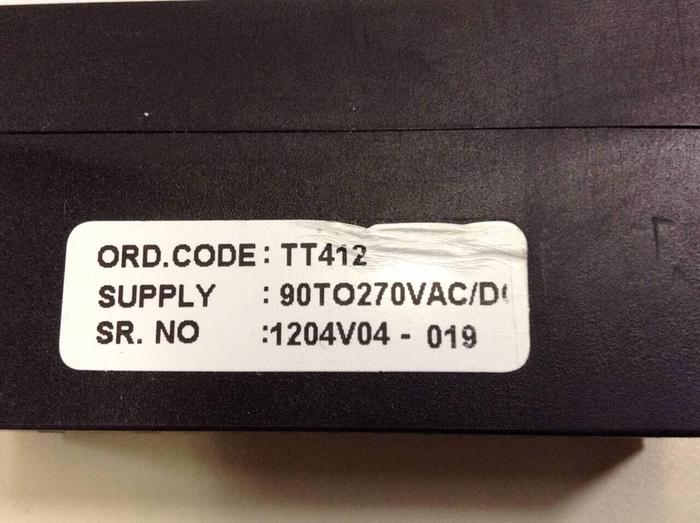 ORD.CODE: TT412
SUPPLY : 90TO270VAC/D
SR. NO :1204V04 - 019